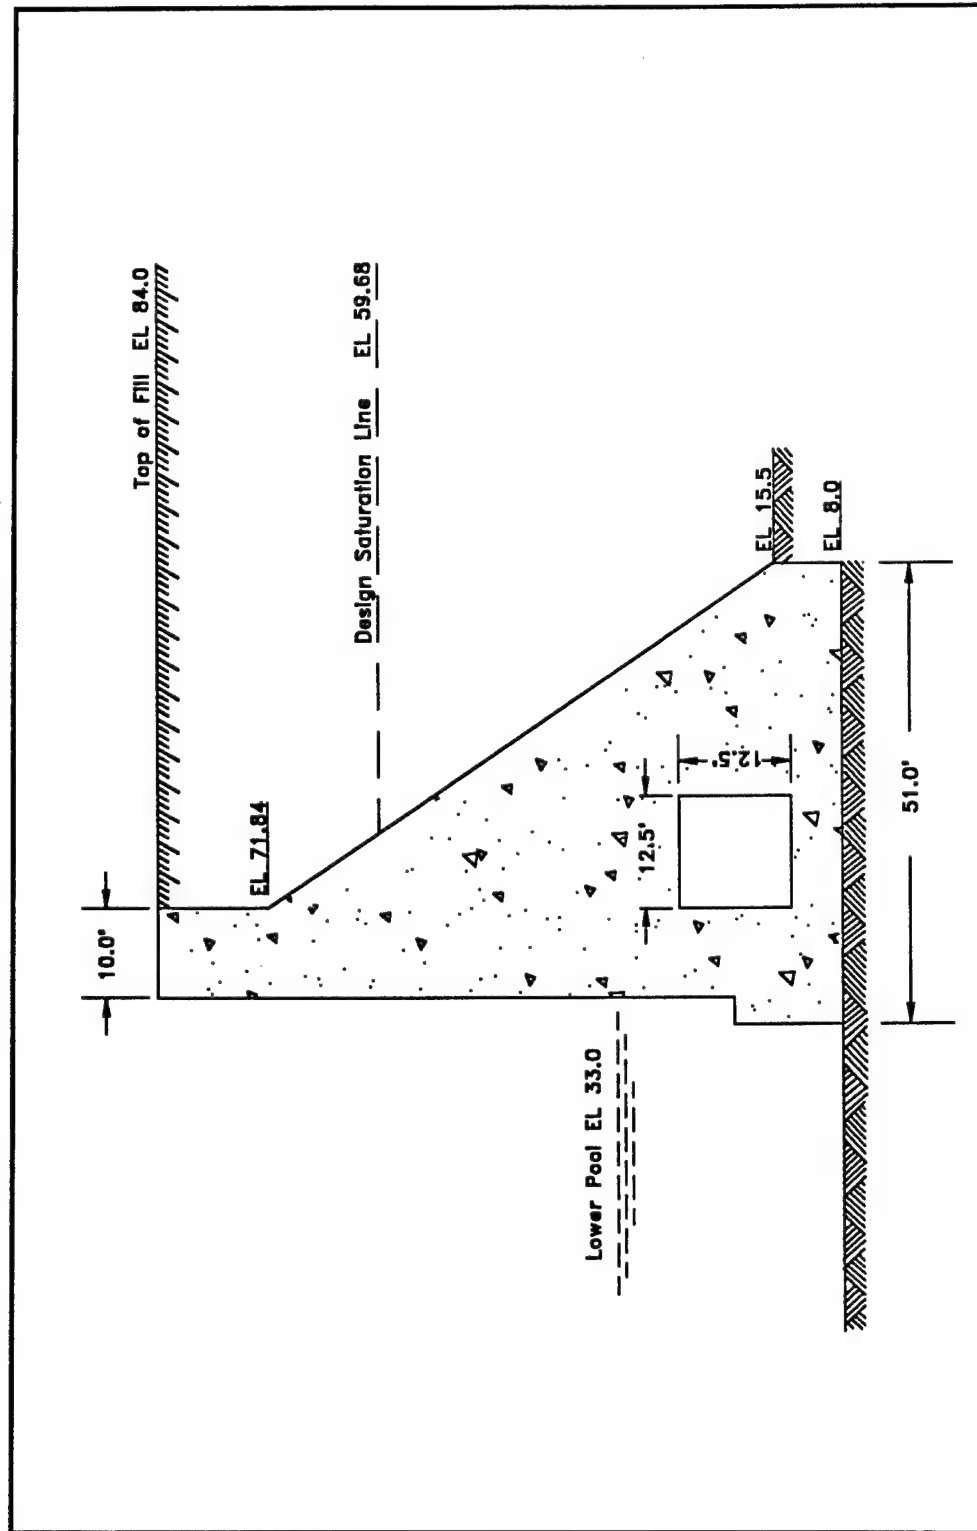 Top of Fill EL 84.0
10.0'
EL 71.84
Design Saturation Line EL 59.68
Lower Pool EL 33.0
12.5'
12.5'
EL 15.5
EL 8.0
51.0'